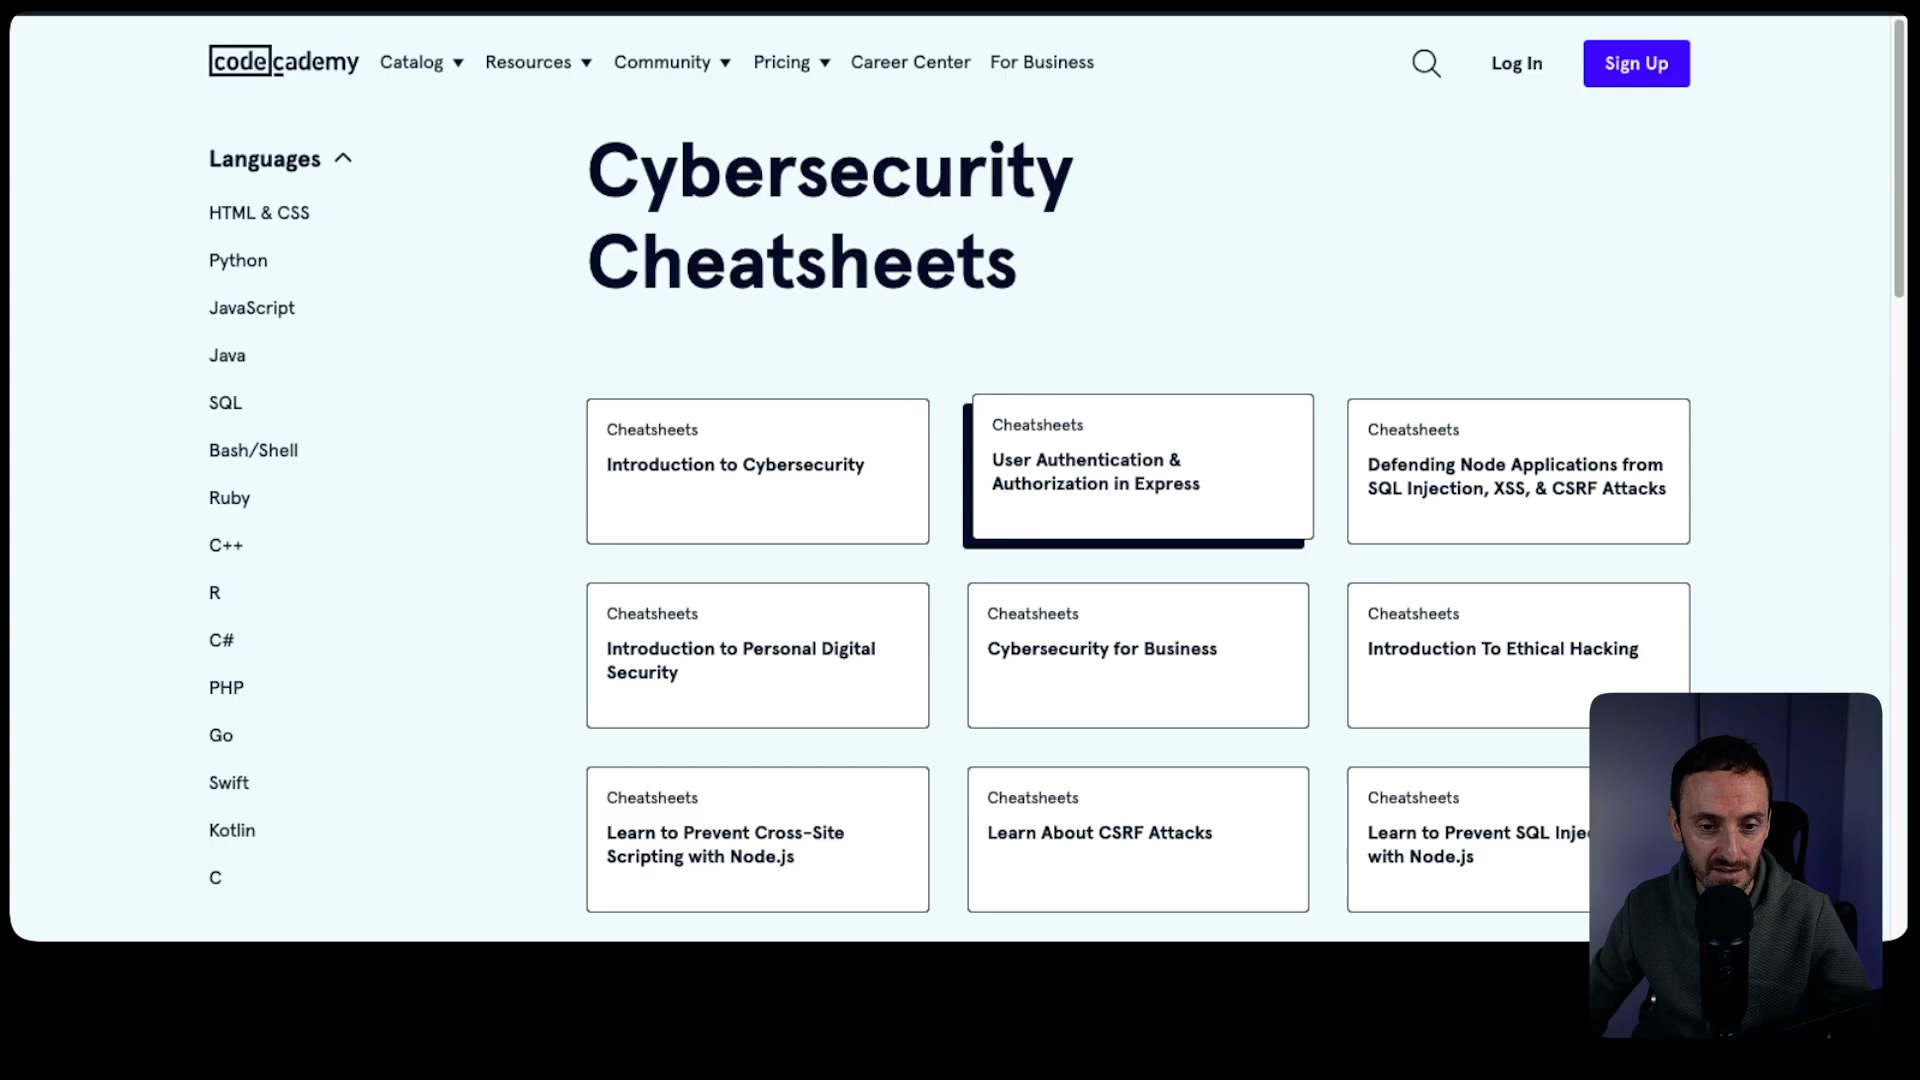 codecademy
Catalog
Resources
Community
Pricing
Career Center
For Business
Log In
Sign Up
Languages
HTML & CSS
Python
JavaScript
Java
SQL
Bash/Shell
Ruby
C++
R
C#
PHP
Go
Swift
Kotlin
C
Cybersecurity
Cheatsheets
Cheatsheets
Introduction to Cybersecurity
Cheatsheets
User Authentication &
Authorization in Express
Cheatsheets
Defending Node Applications from
SQL Injection, XSS, & CSRF Attacks
Cheatsheets
Introduction to Personal Digital
Security
Cheatsheets
Cybersecurity for Business
Cheatsheets
Introduction To Ethical Hacking
Cheatsheets
Learn to Prevent Cross-Site
Scripting with Node.js
Cheatsheets
Learn About CSRF Attacks
Cheatsheets
Learn to Prevent SQL
with Node.js